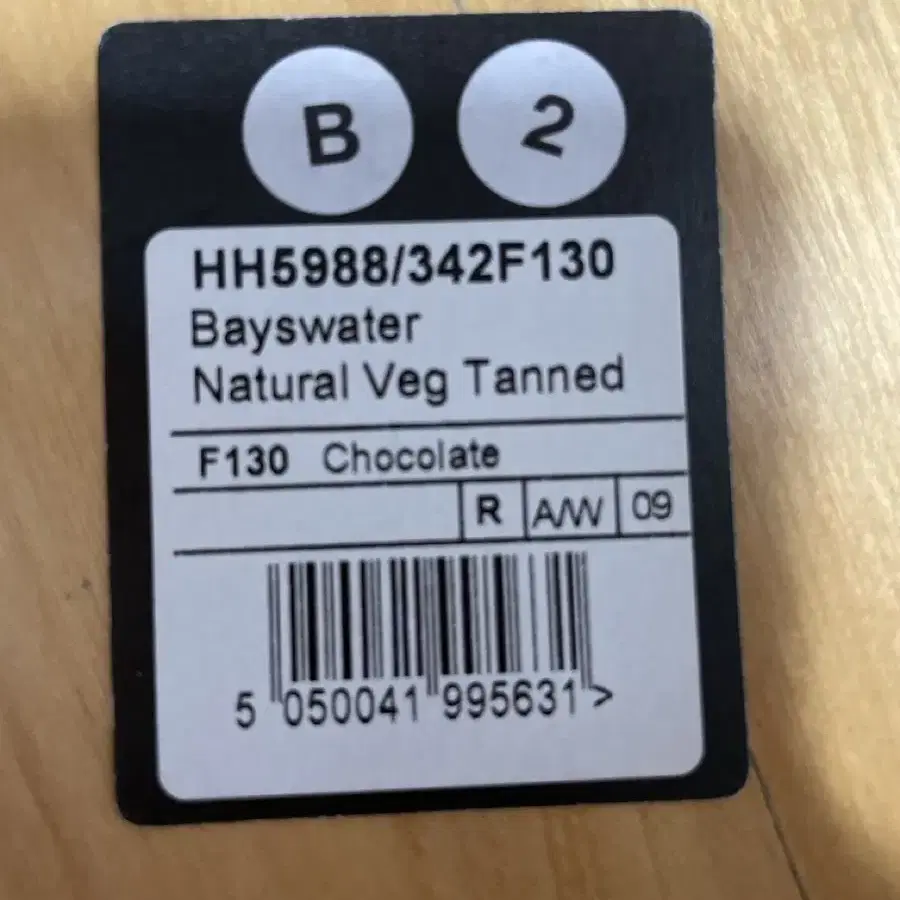 B 2
HH5988/342F130
Bayswater
Natural Veg Tanned
F130 Chocolate
R A/W 09
5 050041 995631 >